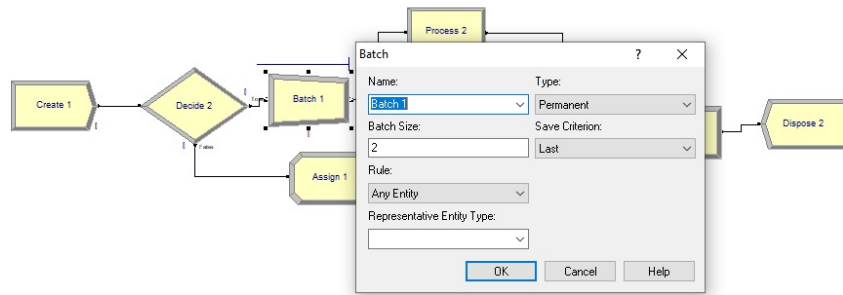 Process 2
Batch
?
X
Name:
Type:
Create 1
Decide 2
True
Batch 1
Batch 1
Permanent
Dispose 2
Batch Size:
Save Criterion:
2
Last
False
Assign 1
Rule:
Any Entity
Representative Entity Type:
OK
Cancel
Help